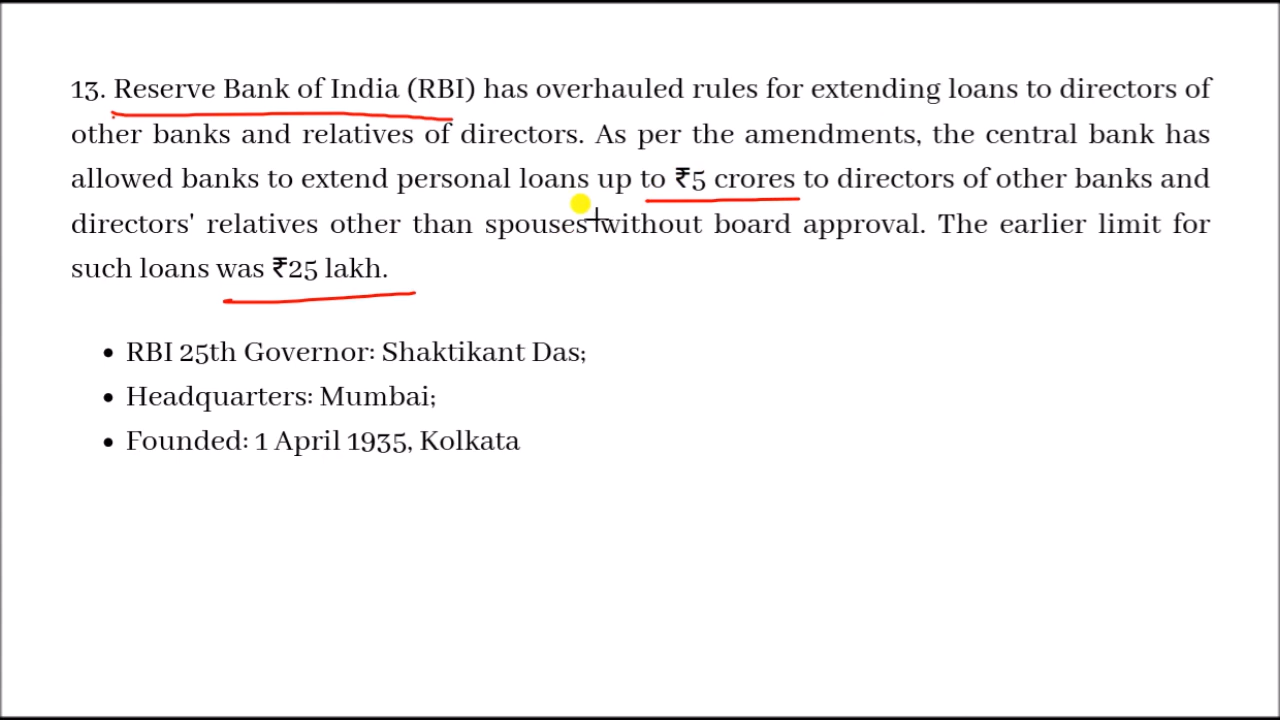 13. Reserve Bank of India (RBI) has overhauled rules for extending loans to directors of
other banks and relatives of directors. As per the amendments, the central bank has
allowed banks to extend personal loans up to ₹5 crores to directors of other banks and
directors' relatives other than spouses without board approval. The earlier limit for
such loans was ₹25 lakh.
• RBI 25th Governor: Shaktikant Das;
• Headquarters: Mumbai;
• Founded: 1 April 1935, Kolkata